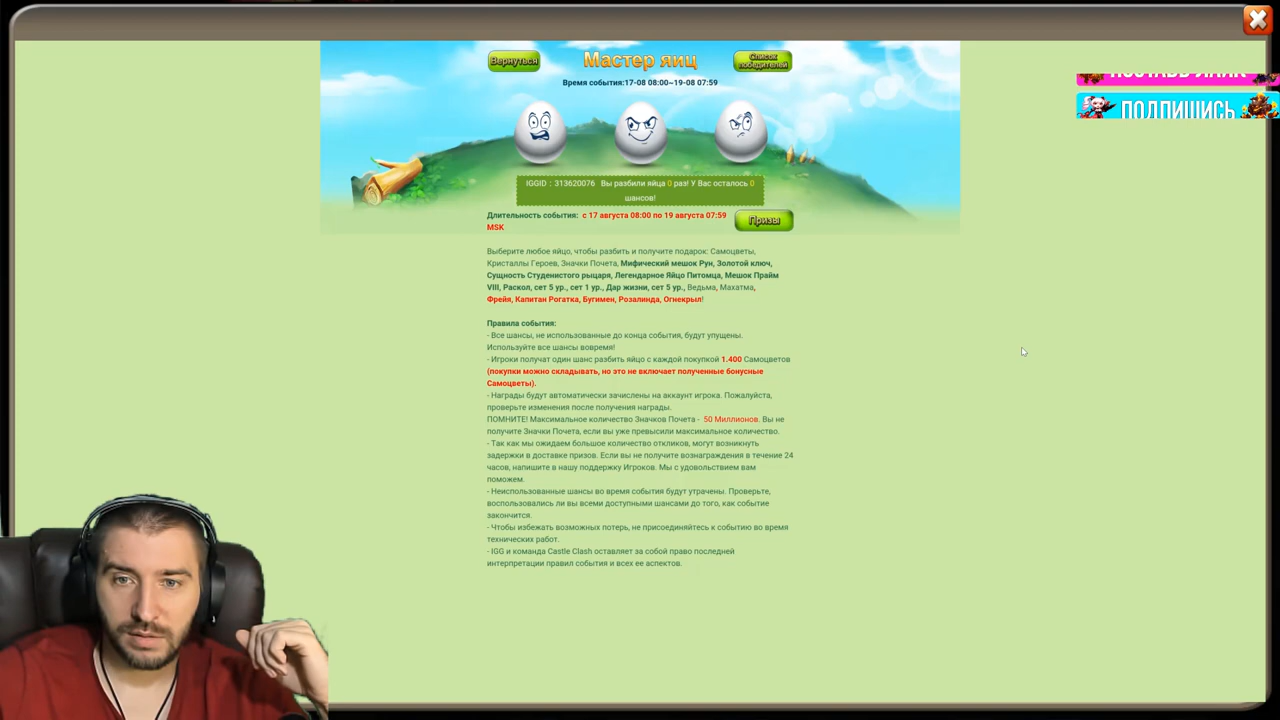 Вернуться
Мастер яиц
Список
победителей
Время события:17-08 08:00~19-08 07:59
ПОСТАВЬ ЛАЙК
ПОДПИШИСЬ
IGGID : 313620076 Вы разбили яйца 0 раз! У Вас осталось 0
шансов!
Длительность события: с 17 августа 08:00 по 19 августа 07:59
MSK
Призы
Выберите любое яйцо, чтобы разбить и получите подарок: Самоцветы,
Кристаллы Героев, Значки Почета, Мифический мешок Рун, Золотой ключ,
Сущность Студенистого рыцаря, Легендарное Яйцо Питомца, Мешок Прайм
VIII, Раскол, сет 5 ур., сет 1 ур., Дар жизни, сет 5 ур., Ведьма, Махатма,
Фрейя, Капитан Рогатка, Бугимен, Розалинда, Огнекрыл!
Правила события:
- Все шансы, не использованные до конца события, будут упущены.
Используйте все шансы вовремя!
- Игроки получат один шанс разбить яйцо с каждой покупкой 1.400 Самоцветов
(покупки можно складывать, но это не включает полученные бонусные
Самоцветы).
- Награды будут автоматически зачислены на аккаунт игрока. Пожалуйста,
проверьте изменения после получения награды.
ПОМНИТЕ! Максимальное количество Значков Почета - 50 Миллионов. Вы не
получите Значки Почета, если вы уже превысили максимальное количество.
- Так как мы ожидаем большое количество откликов, могут возникнуть
задержки в доставке призов. Если вы не получите вознаграждения в течение 24
часов, напишите в нашу поддержку Игроков. Мы с удовольствием вам
поможем.
- Неиспользованные шансы во время события будут утрачены. Проверьте,
воспользовались ли вы всеми доступными шансами до того, как событие
закончится.
- Чтобы избежать возможных потерь, не присоединяйтесь к событию во время
технических работ.
- IGG и команда Castle Clash оставляет за собой право последней
интерпретации правил события и всех ее аспектов.